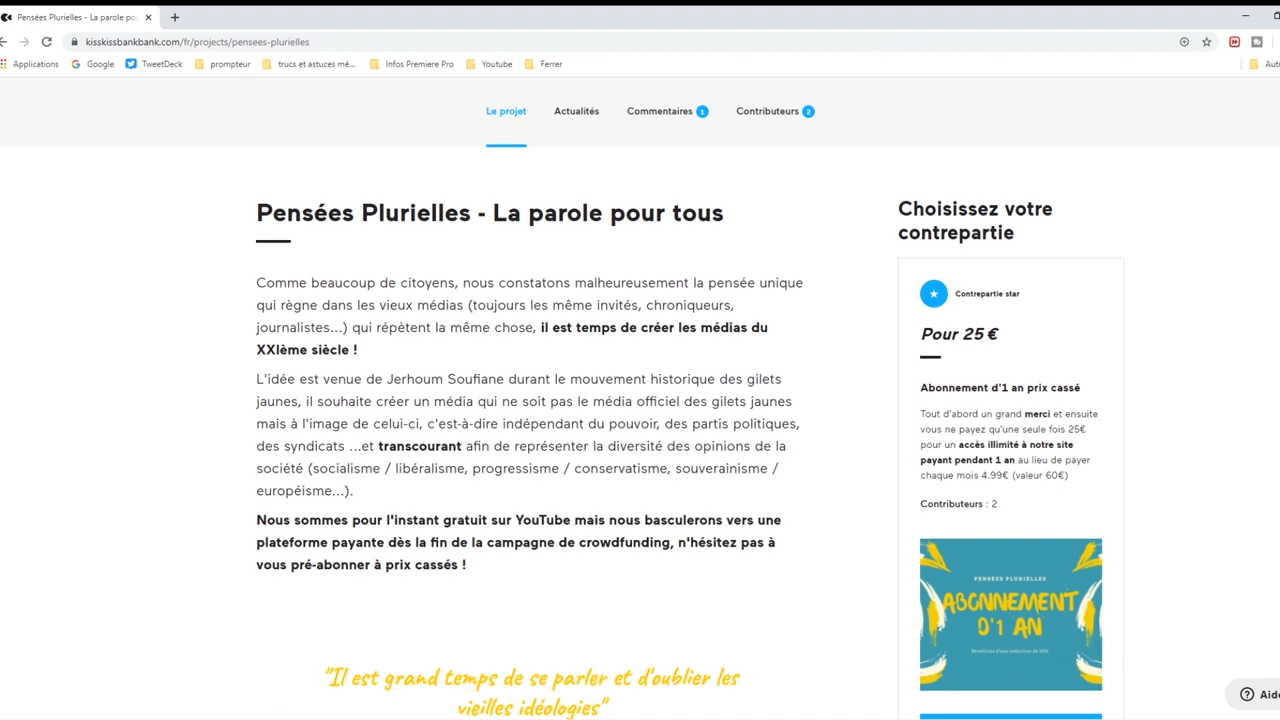 Pensées Plurielles - La parole po
kisskissbankbank.com/fr/projects/pensees-plurielles
Applications Google TweetDeck prompteur trucs et astuces mé... Infos Premiere Pro Youtube Ferrer Aut
Le projet Actualités Commentaires 1 Contributeurs 2
Pensées Plurielles - La parole pour tous
Comme beaucoup de citoyens, nous constatons malheureusement la pensée unique
qui règne dans les vieux médias (toujours les même invités, chroniqueurs,
journalistes...) qui répètent la même chose, il est temps de créer les médias du
XXIème siècle !
L'idée est venue de Jerhoum Soufiane durant le mouvement historique des gilets
jaunes, il souhaite créer un média qui ne soit pas le média officiel des gilets jaunes
mais à l'image de celui-ci, c'est-à-dire indépendant du pouvoir, des partis politiques,
des syndicats ...et transcourant afin de représenter la diversité des opinions de la
société (socialisme / libéralisme, progressisme / conservatisme, souverainisme /
européisme...).
Nous sommes pour l'instant gratuit sur YouTube mais nous basculerons vers une
plateforme payante dès la fin de la campagne de crowdfunding, n'hésitez pas à
vous pré-abonner à prix cassés !
"Il est grand temps de se parler et d'oublier les
vieilles idéologies"
Choisissez votre
contrepartie
Contrepartie star
Pour 25 €
Abonnement d'1 an prix cassé
Tout d'abord un grand merci et ensuite
vous ne payez qu'une seule fois 25€
pour un accès illimité à notre site
payant pendant 1 an au lieu de payer
chaque mois 4.99€ (valeur 60€)
Contributeurs : 2
PENSÉES PLURIELLES
ABONNEMENT
D'1 AN
Bénéficiez d'une réduction de
Aide